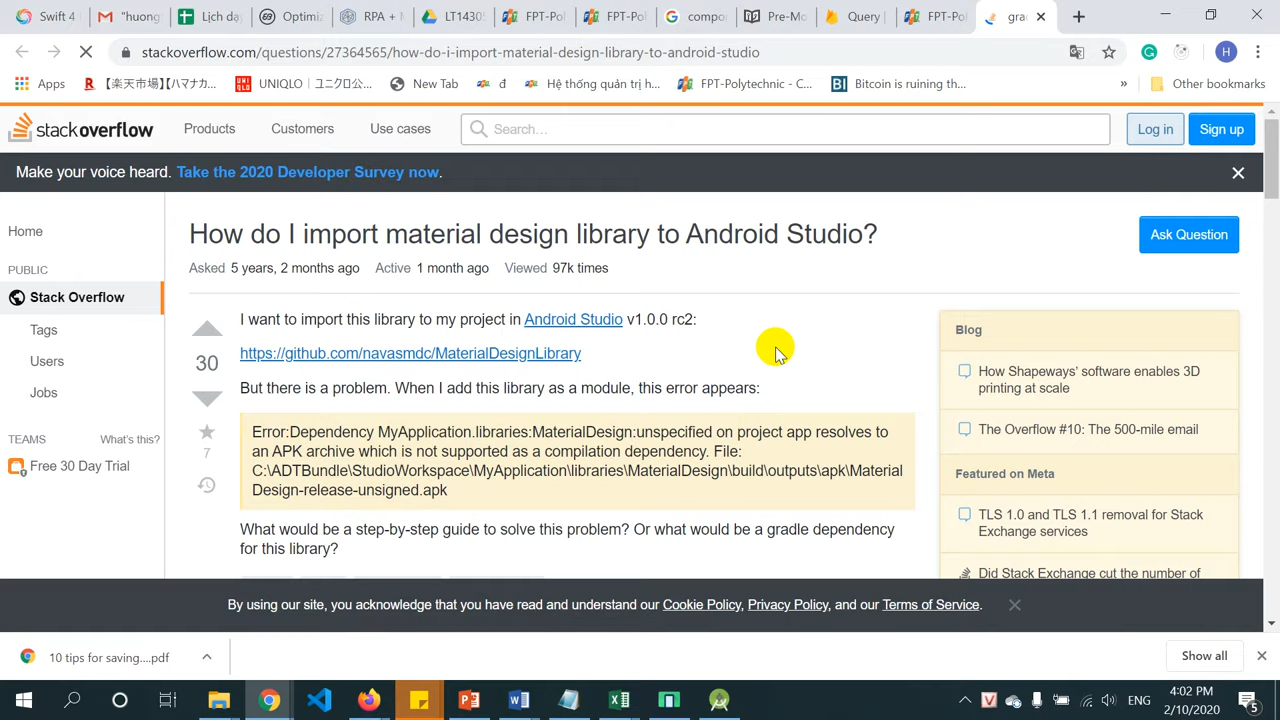 Swift 4
"huong
Lịch dạy
Optimiz
RPA + M
LT1430
FPT-Pol
FPT-Pol
compo
Pre-Mo
Query
FPT-Pol
grad
stackoverflow.com/questions/27364565/how-do-i-import-material-design-library-to-android-studio
H
Apps
【楽天市場】【ハマナカ...
UNIQLO | ユニクロ公...
New Tab
đ
Hệ thống quản trị h...
FPT-Polytechnic - C...
BI Bitcoin is ruining th...
»
Other bookmarks
stackoverflow
Products
Customers
Use cases
Search...
Log in
Sign up
Make your voice heard. Take the 2020 Developer Survey now.
Home
PUBLIC
Stack Overflow
Tags
Users
Jobs
TEAMS
What's this?
Free 30 Day Trial
How do I import material design library to Android Studio?
Ask Question
Asked 5 years, 2 months ago Active 1 month ago Viewed 97k times
30
7
I want to import this library to my project in Android Studio v1.0.0 rc2:
https://github.com/navasmdc/MaterialDesignLibrary
But there is a problem. When I add this library as a module, this error appears:
Error:Dependency MyApplication.libraries:MaterialDesign:unspecified on project app resolves to
an APK archive which is not supported as a compilation dependency. File:
C:\ADTBundle\StudioWorkspace\MyApplication\libraries\MaterialDesign\build\outputs\apk\Material
Design-release-unsigned.apk
What would be a step-by-step guide to solve this problem? Or what would be a gradle dependency
for this library?
Blog
How Shapeways' software enables 3D
printing at scale
The Overflow #10: The 500-mile email
Featured on Meta
TLS 1.0 and TLS 1.1 removal for Stack
Exchange services
Did Stack Exchange cut the number of
By using our site, you acknowledge that you have read and understand our Cookie Policy, Privacy Policy, and our Terms of Service.
10 tips for saving....pdf
Show all
ENG
4:02 PM
2/10/2020
5